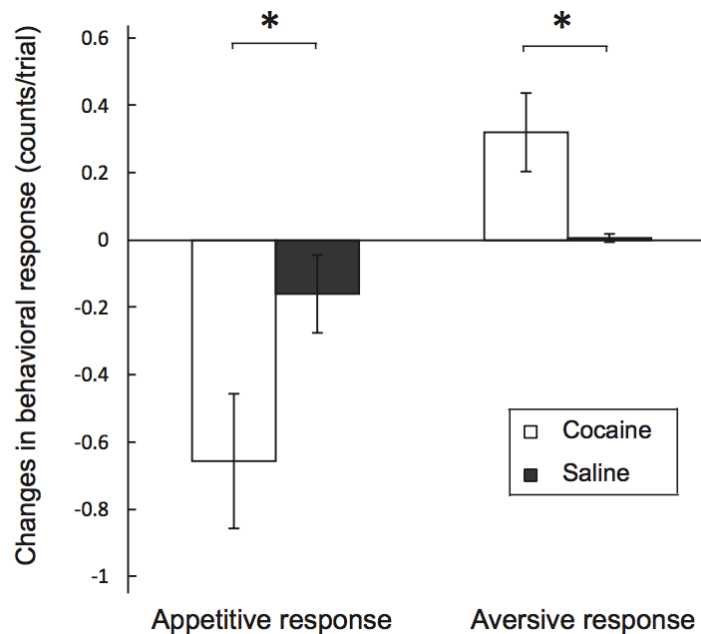 Changes in behavioral response (counts/trial)
0.6
0.4
0.2
0
-0.2
-0.4
-0.6
-0.8
-1
*
*
Cocaine
Saline
Appetitive response
Aversive response